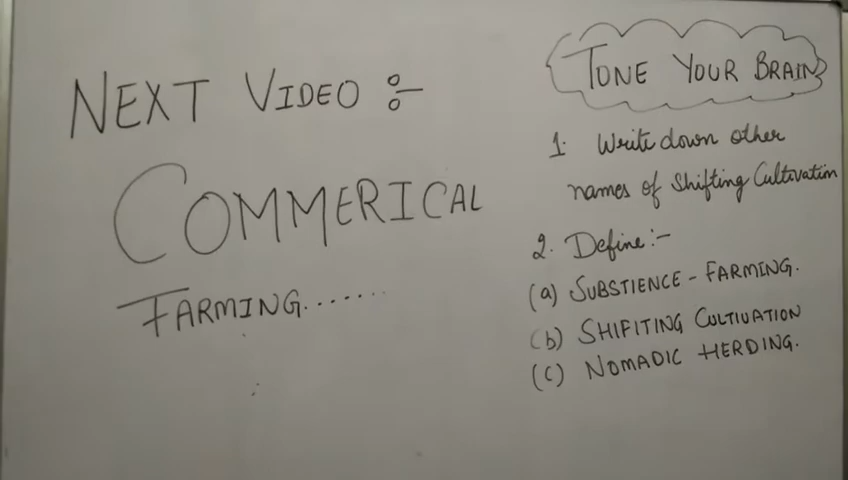 NEXT VIDEO :-
COMMERICAL
FARMING.......
TONE YOUR BRAIN
1. Write down other
names of Shifting Cultivation
2. Define:-
(a) SUBSTIENCE - FARMING.
(b) SHIFITING CULTIVATION
(c) NOMADIC HERDING.